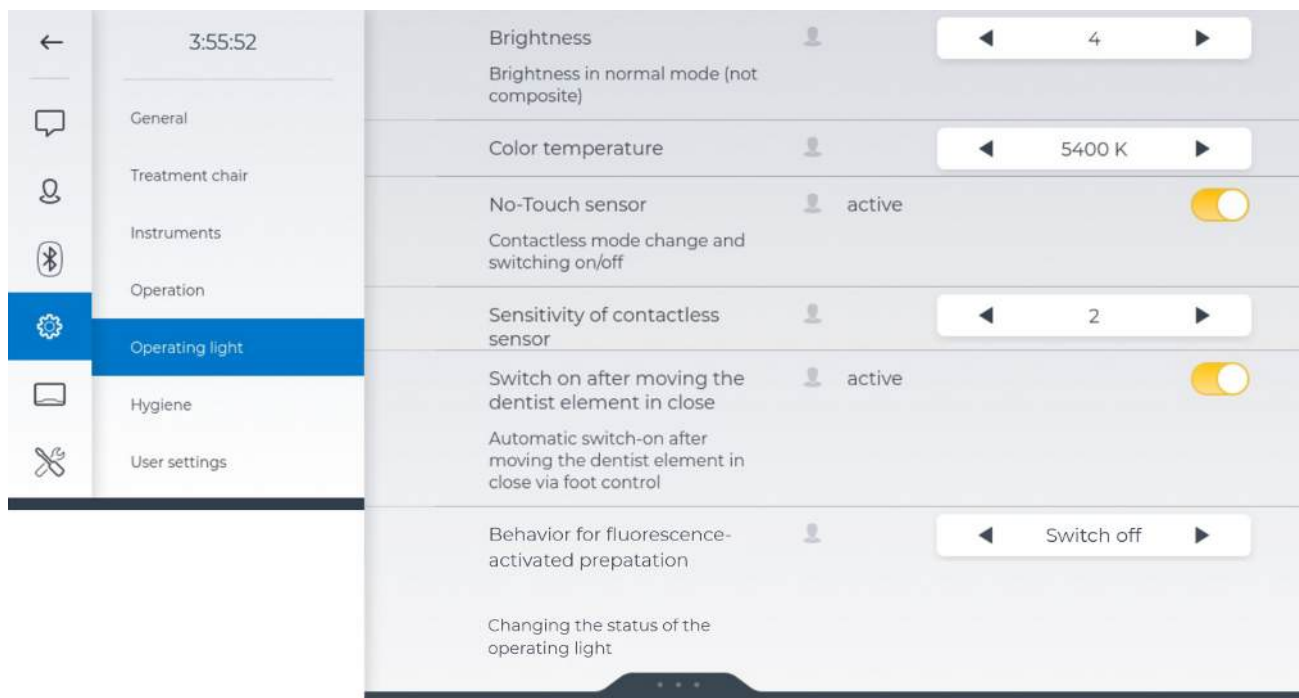 3:55:52
General
Treatment chair
Instruments
Operation
Operating light
Hygiene
User settings
Brightness
4
Brightness in normal mode (not
composite)
Color temperature
5400 K
No-Touch sensor
active
Contactless mode change and
switching on/off
Sensitivity of contactless
sensor
2
Switch on after moving the
dentist element in close
active
Automatic switch-on after
moving the dentist element in
close via foot control
Behavior for fluorescence-
activated prepatation
Switch off
Changing the status of the
operating light